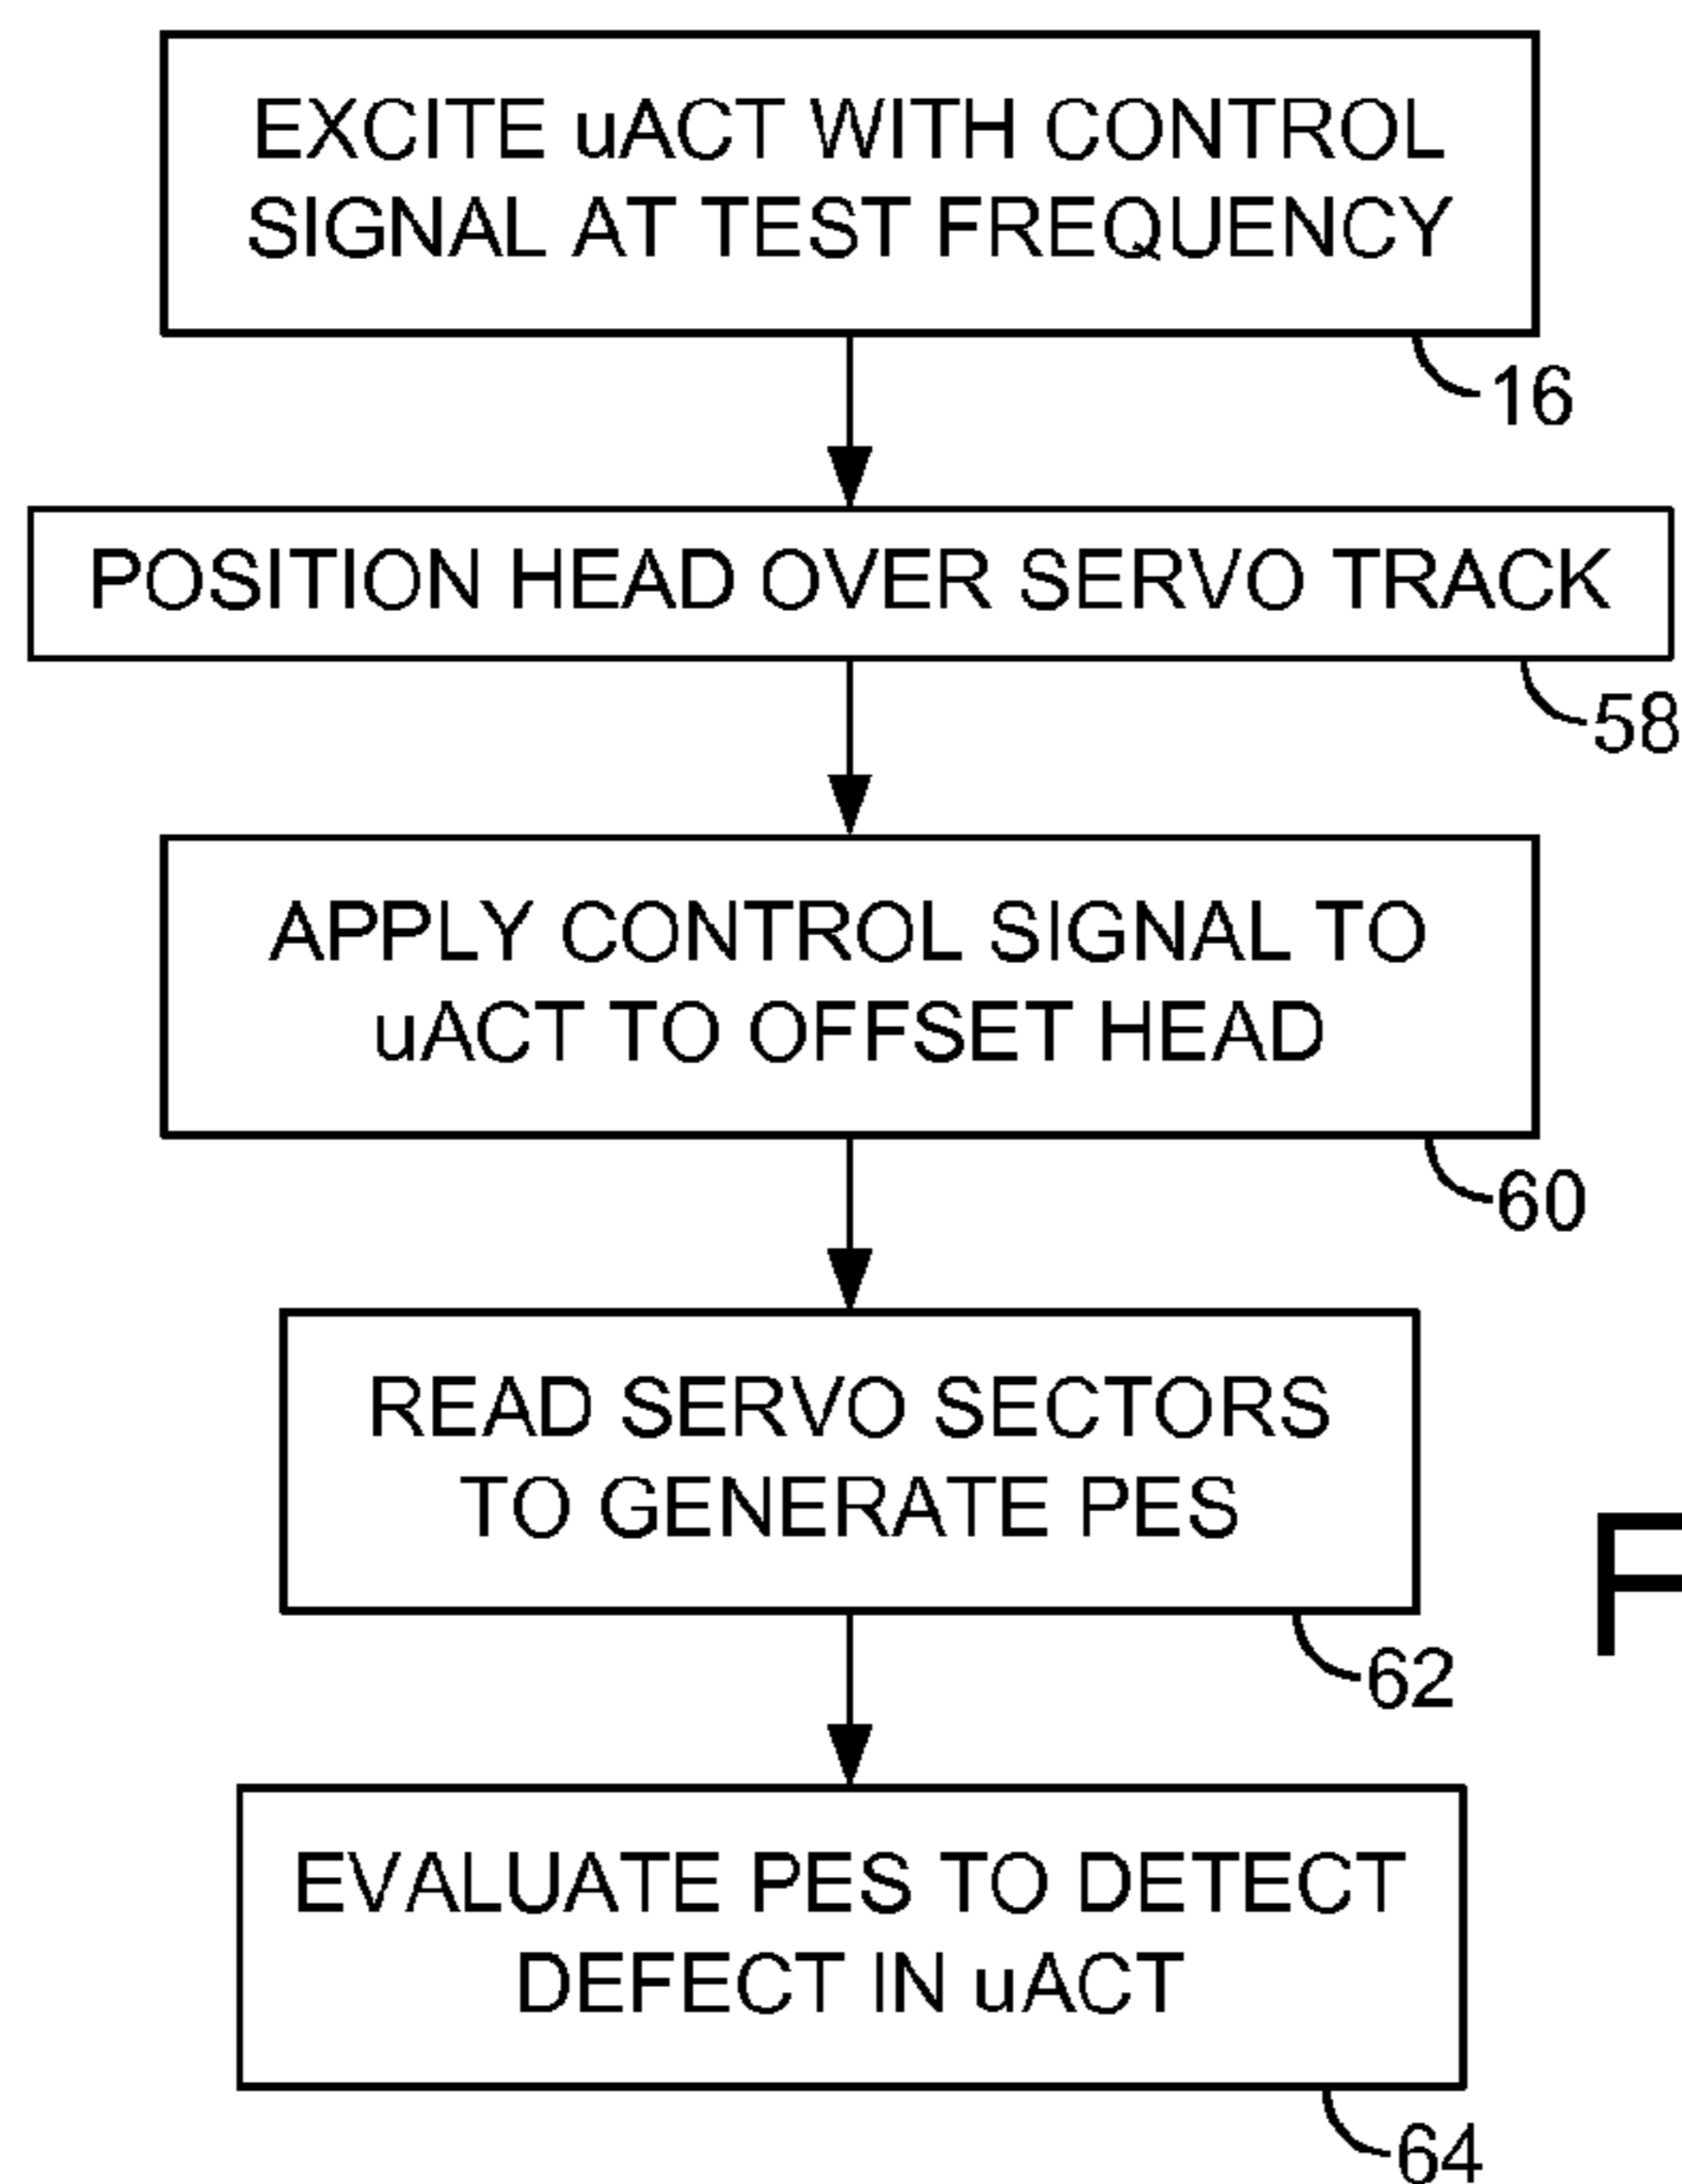 EXCITE uACT WITH CONTROL
SIGNAL AT TEST FREQUENCY
16
POSITION HEAD OVER SERVO TRACK
58
APPLY CONTROL SIGNAL TO
uACT TO OFFSET HEAD
60
READ SERVO SECTORS
TO GENERATE PES
62
F
EVALUATE PES TO DETECT
DEFECT IN uACT
64